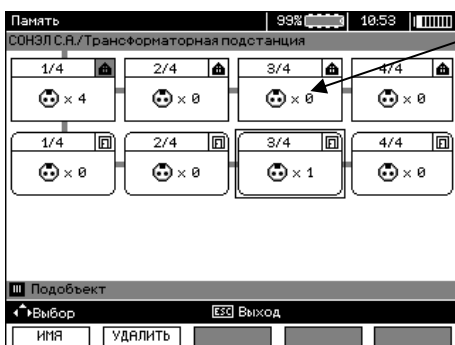 Память 99% 10:53
СОНЭЛ С.А./Трансформаторная подстанция
1/4 2/4 3/4 4/4
× 4 × 0 × 0 × 0
1/4 2/4 3/4 4/4
× 0 × 0 × 1 × 0
Подобъект
Выбор ESC Выход
ИМЯ УДАЛИТЬ